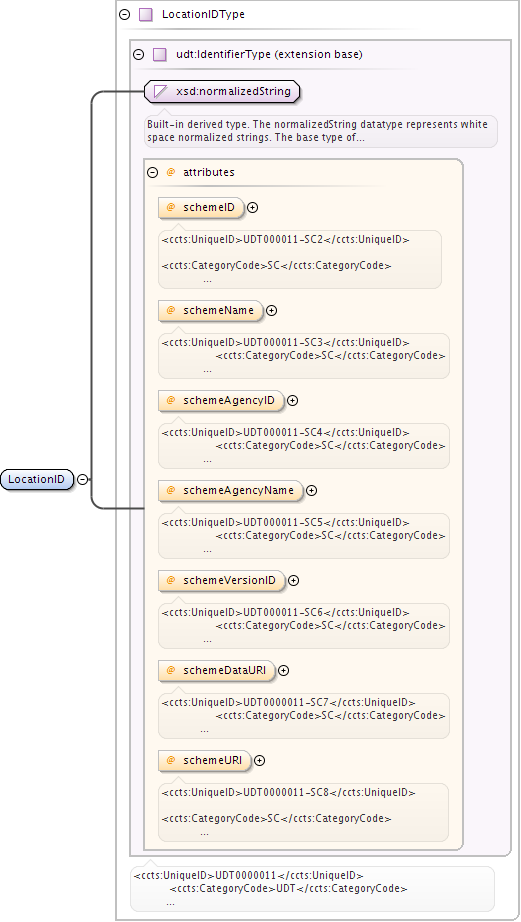 LocationIDType
udt:IdentifierType (extension base)
xsd:normalizedString
Built-in derived type. The normalizedString datatype represents white
space normalized strings. The base type of...
@ attributes
@ schemeID
<ccts:UniqueID>UDT000011-SC2</ccts:UniqueID>
<ccts:CategoryCode>SC</ccts:CategoryCode>
...
@ schemeName
<ccts:UniqueID>UDT000011-SC3</ccts:UniqueID>
<ccts:CategoryCode>SC</ccts:CategoryCode>
...
@ schemeAgencyID
<ccts:UniqueID>UDT000011-SC4</ccts:UniqueID>
<ccts:CategoryCode>SC</ccts:CategoryCode>
...
LocationID
@ schemeAgencyName
<ccts:UniqueID>UDT000011-SC5</ccts:UniqueID>
<ccts:CategoryCode>SC</ccts:CategoryCode>
...
@ schemeVersionID
<ccts:UniqueID>UDT000011-SC6</ccts:UniqueID>
<ccts:CategoryCode>SC</ccts:CategoryCode>
...
@ schemeDataURI
<ccts:UniqueID>UDT0000011-SC7</ccts:UniqueID>
<ccts:CategoryCode>SC</ccts:CategoryCode>
...
@ schemeURI
<ccts:UniqueID>UDT0000011-SC8</ccts:UniqueID>
<ccts:CategoryCode>SC</ccts:CategoryCode>
...
<ccts:UniqueID>UDT0000011</ccts:UniqueID>
<ccts:CategoryCode>UDT</ccts:CategoryCode>
...